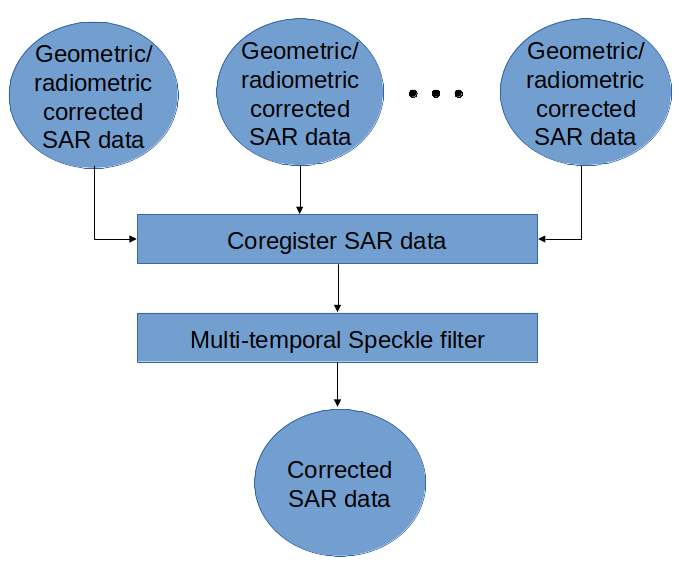 Geometric/
radiometric
corrected
SAR data
Geometric/
radiometric
corrected
SAR data
Geometric/
radiometric
corrected
SAR data
Coregister SAR data
Multi-temporal Speckle filter
Corrected
SAR data